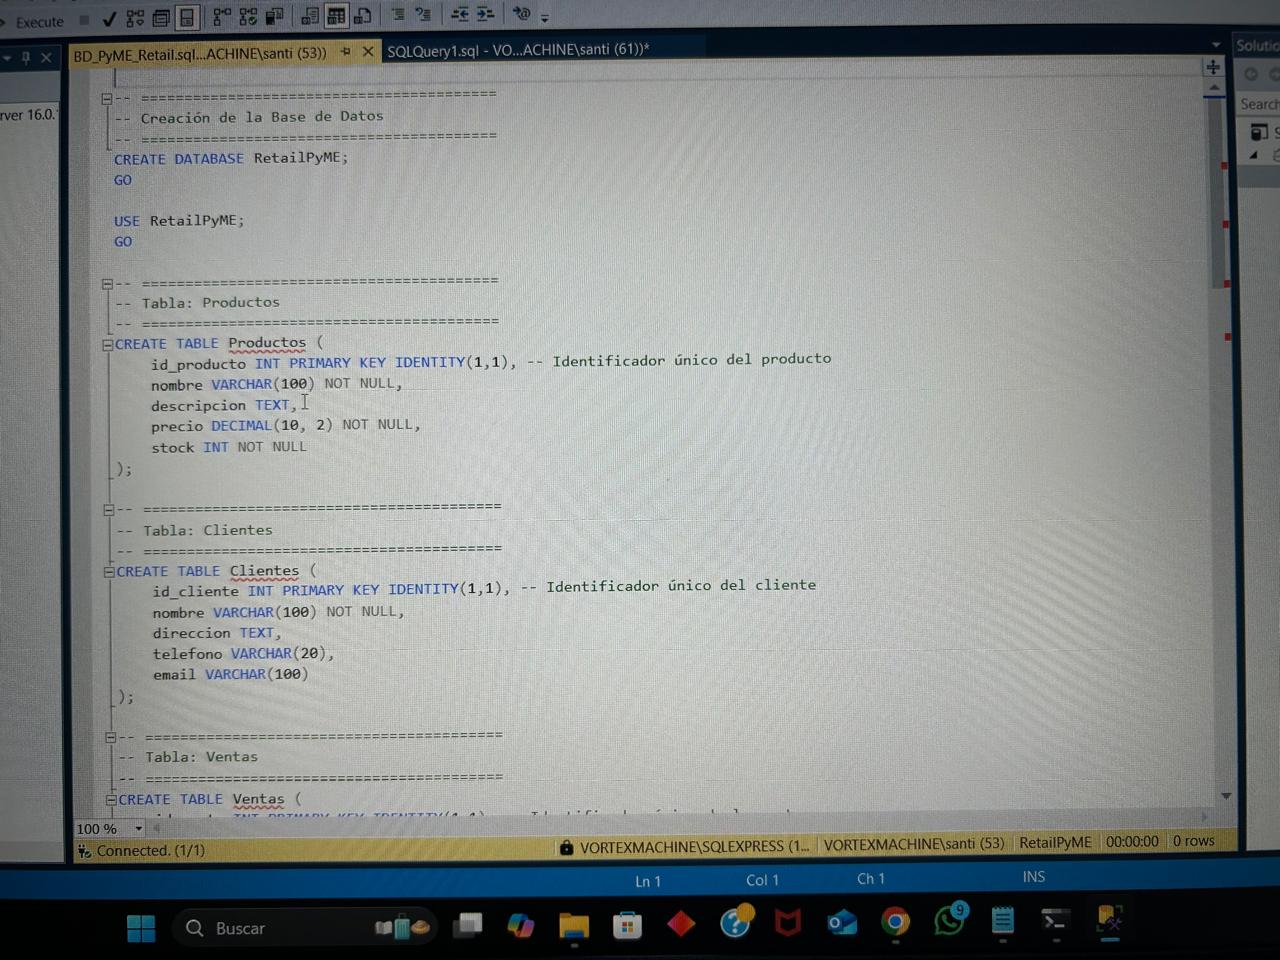 Execute
BD_PyME_Retail.sql...ACHINE\santi (53))
SQLQuery1.sql - VO...ACHINE\santi (61))*
Solutio
rver 16.0.
Search
-- =========================================
-- Creación de la Base de Datos
-- =========================================
CREATE DATABASE RetailPyME;
GO
USE RetailPyME;
GO
-- =========================================
-- Tabla: Productos
-- =========================================
CREATE TABLE Productos (
id_producto INT PRIMARY KEY IDENTITY(1,1), -- Identificador único del producto
nombre VARCHAR(100) NOT NULL,
descripcion TEXT,
precio DECIMAL(10, 2) NOT NULL,
stock INT NOT NULL
);
-- =========================================
-- Tabla: Clientes
-- =========================================
CREATE TABLE Clientes (
id_cliente INT PRIMARY KEY IDENTITY(1,1), -- Identificador único del cliente
nombre VARCHAR(100) NOT NULL,
direccion TEXT,
telefono VARCHAR(20),
email VARCHAR(100)
);
-- =========================================
-- Tabla: Ventas
-- =========================================
CREATE TABLE Ventas (
100 %
Connected. (1/1)
VORTEXMACHINE\SQLEXPRESS (1...
VORTEXMACHINE\santi (53)
RetailPyME
00:00:00
0 rows
Ln 1
Col 1
Ch 1
INS
Buscar
9